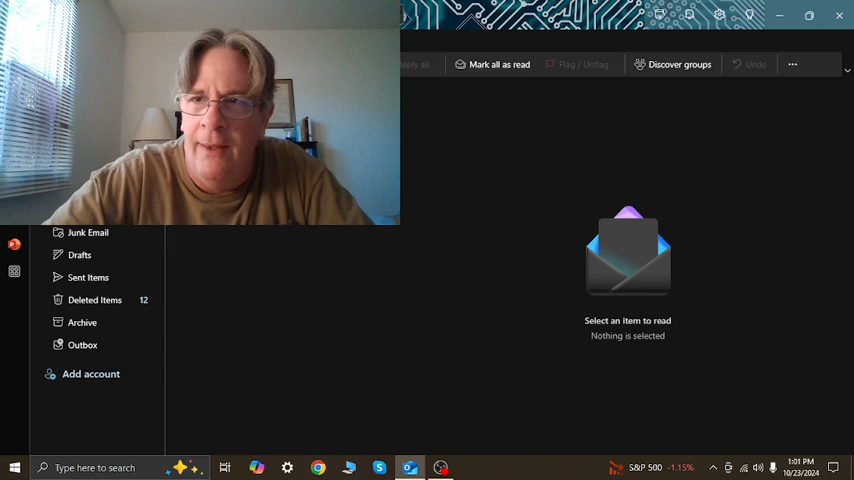 Reply all
Mark all as read
Flag / Unflag
Discover groups
Undo
Junk Email
Drafts
Sent Items
Deleted Items 12
Archive
Outbox
Add account
Select an item to read
Nothing is selected
Type here to search
S&P 500 -1.15%
1:01 PM
10/23/2024